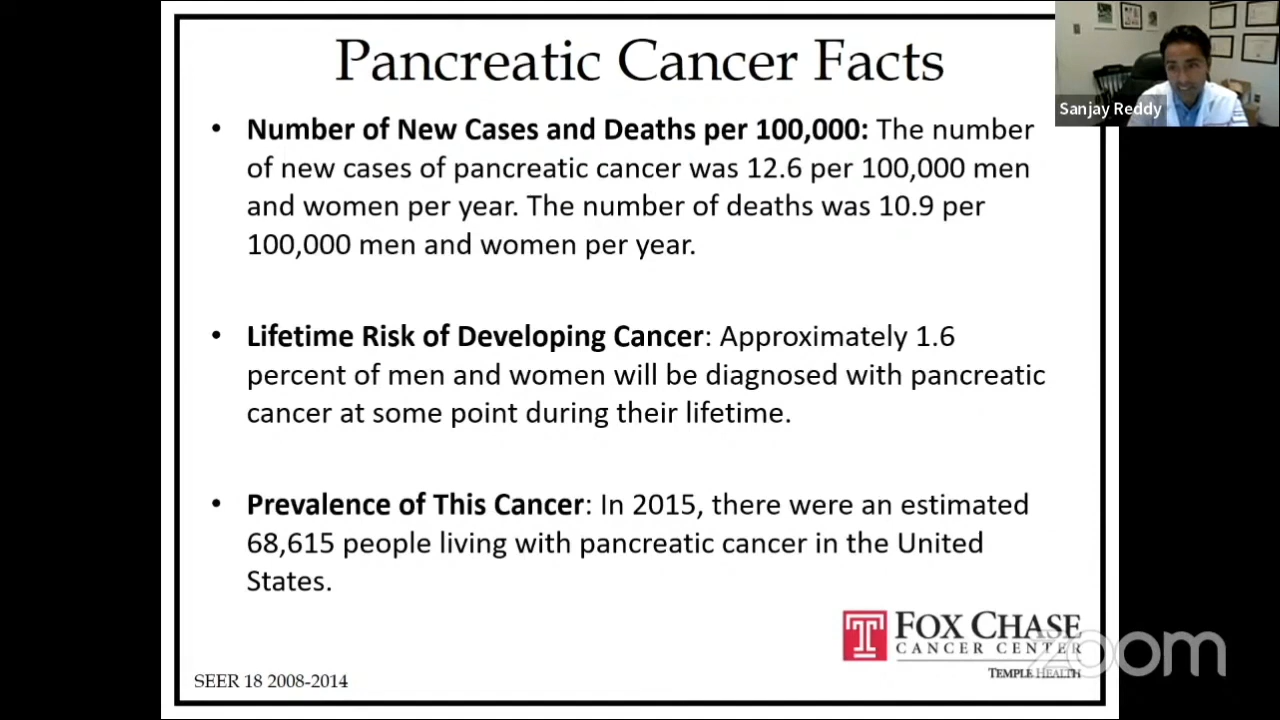 Pancreatic Cancer Facts
Sanjay Reddy
• Number of New Cases and Deaths per 100,000: The number
of new cases of pancreatic cancer was 12.6 per 100,000 men
and women per year. The number of deaths was 10.9 per
100,000 men and women per year.
• Lifetime Risk of Developing Cancer: Approximately 1.6
percent of men and women will be diagnosed with pancreatic
cancer at some point during their lifetime.
• Prevalence of This Cancer: In 2015, there were an estimated
68,615 people living with pancreatic cancer in the United
States.
FOX CHASE
CANCER CENTER
TEMPLE HEALTH
zoom
SEER 18 2008-2014